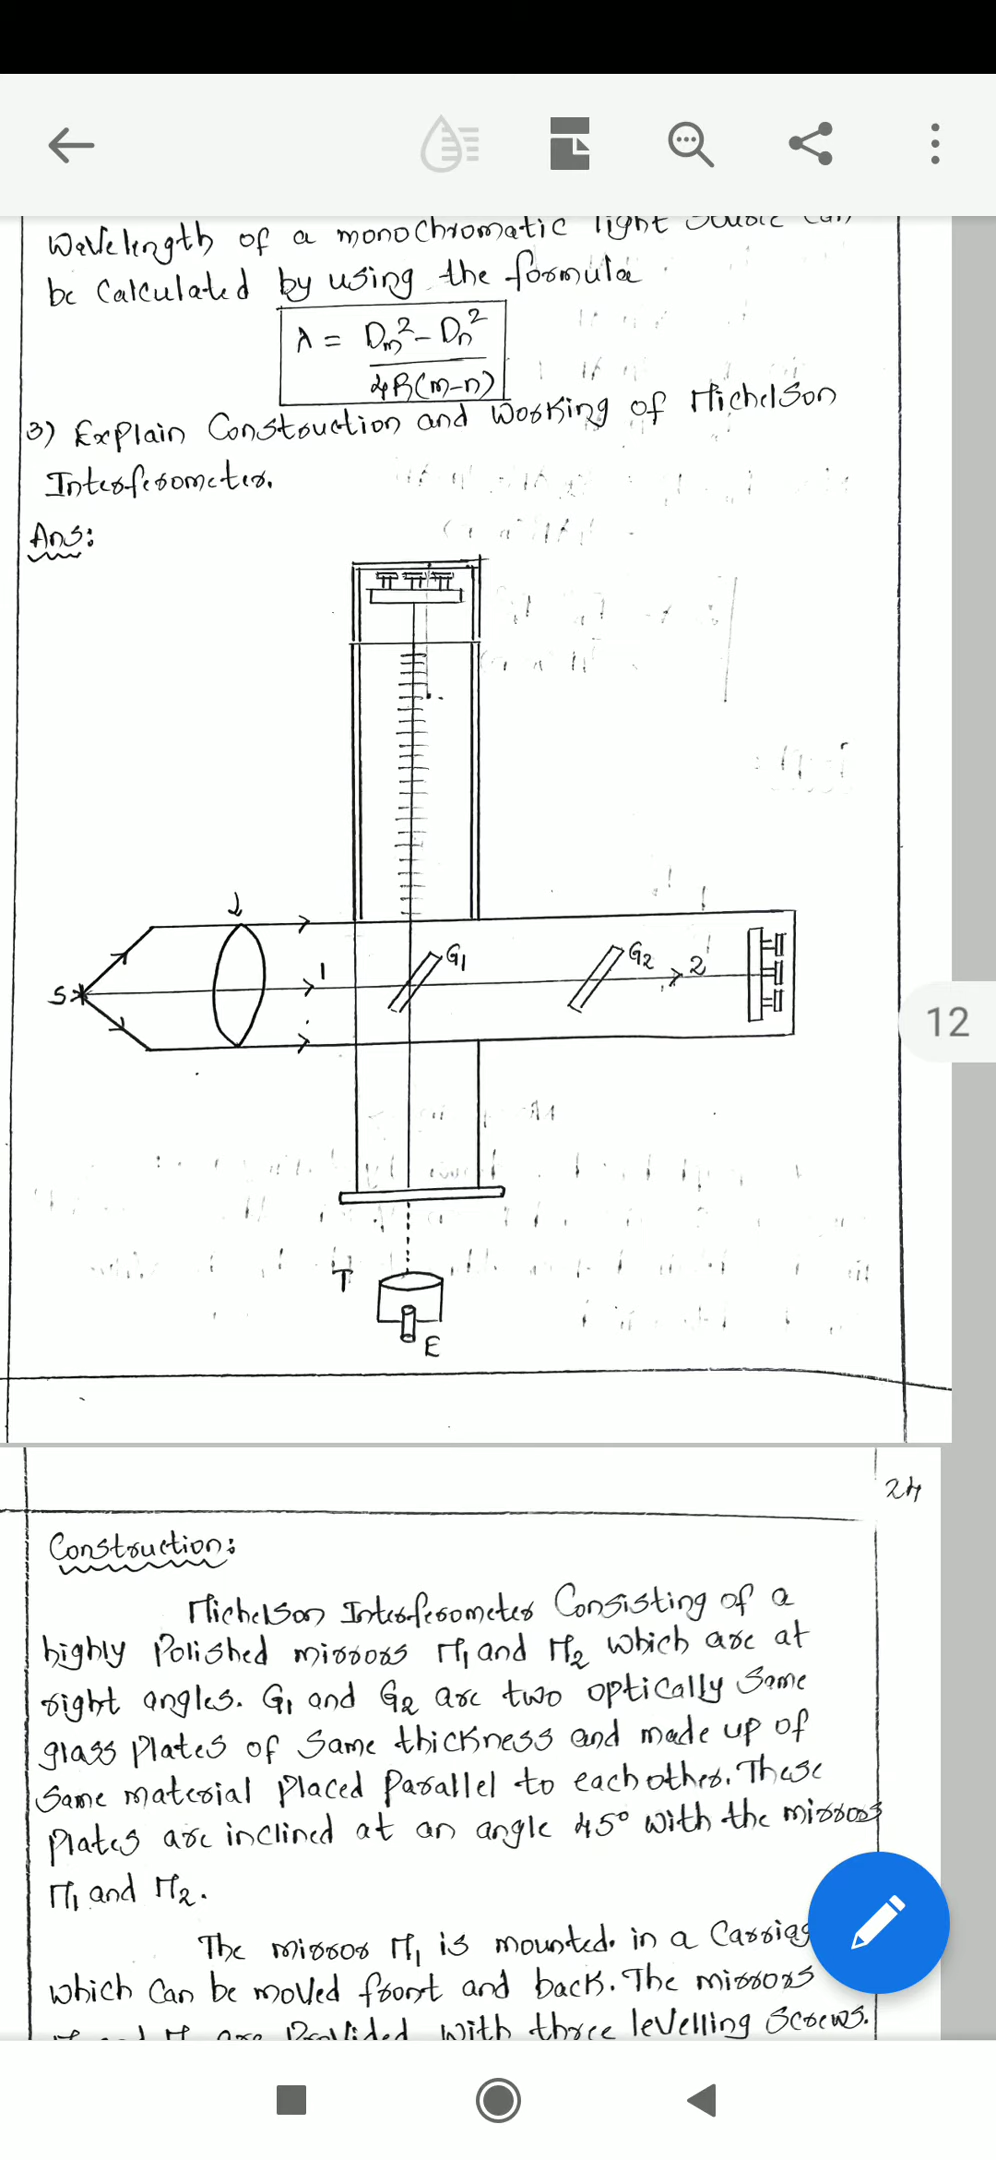 Wavelength of a monochromatic light
be Calculated by using the formula
λ = Dm² - Dn² / 4R(m-n)
3) Explain Construction and Working of Michelson
Interferometer.
Ans:
L
G1
G2
S
1
2
12
T
E
24
Construction:
Michelson Interferometer Consisting of a
highly Polished mirrors M1 and M2 which are at
right angles. G1 and G2 are two optically Same
glass Plates of Same thickness and made up of
Same material Placed Parallel to each other. These
Plates are inclined at an angle 45° with the mirrors
M1 and M2.
The mirror M1 is mounted in a
which Can be moved front and back. The mirrors
with three levelling Screws.